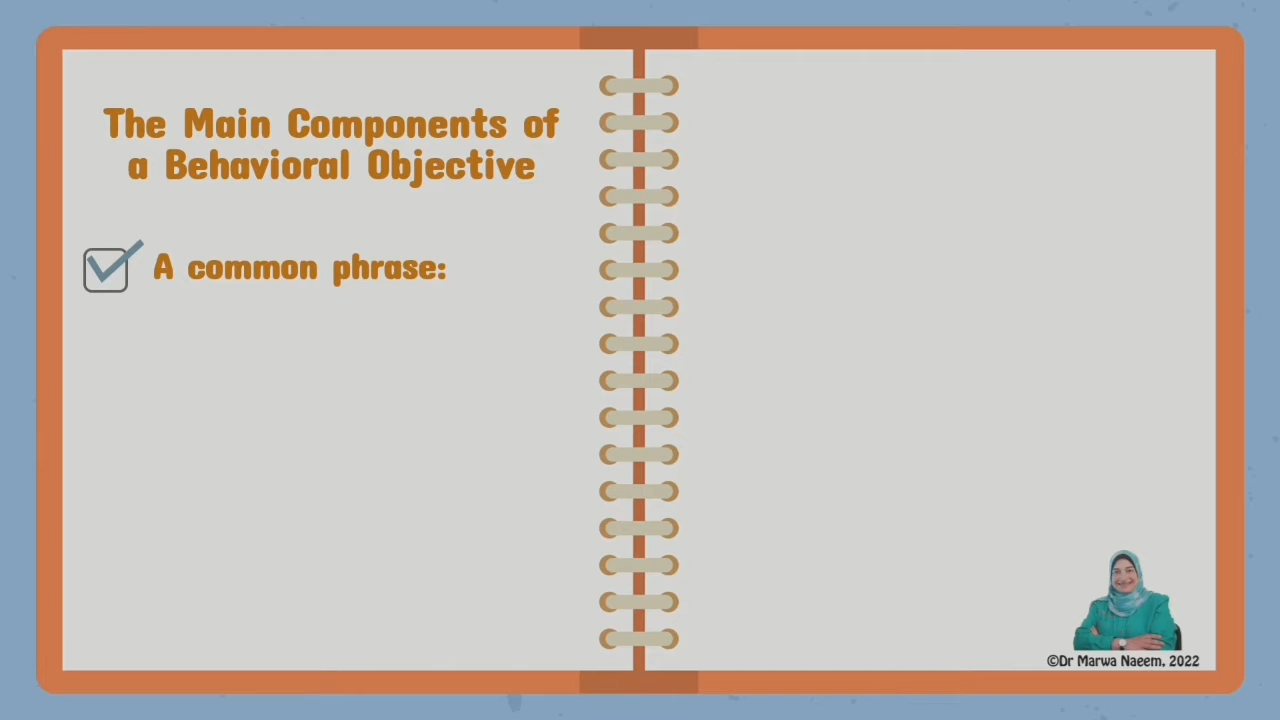 The Main Components of
a Behavioral Objective
A common phrase:
©Dr Marwa Naeem, 2022